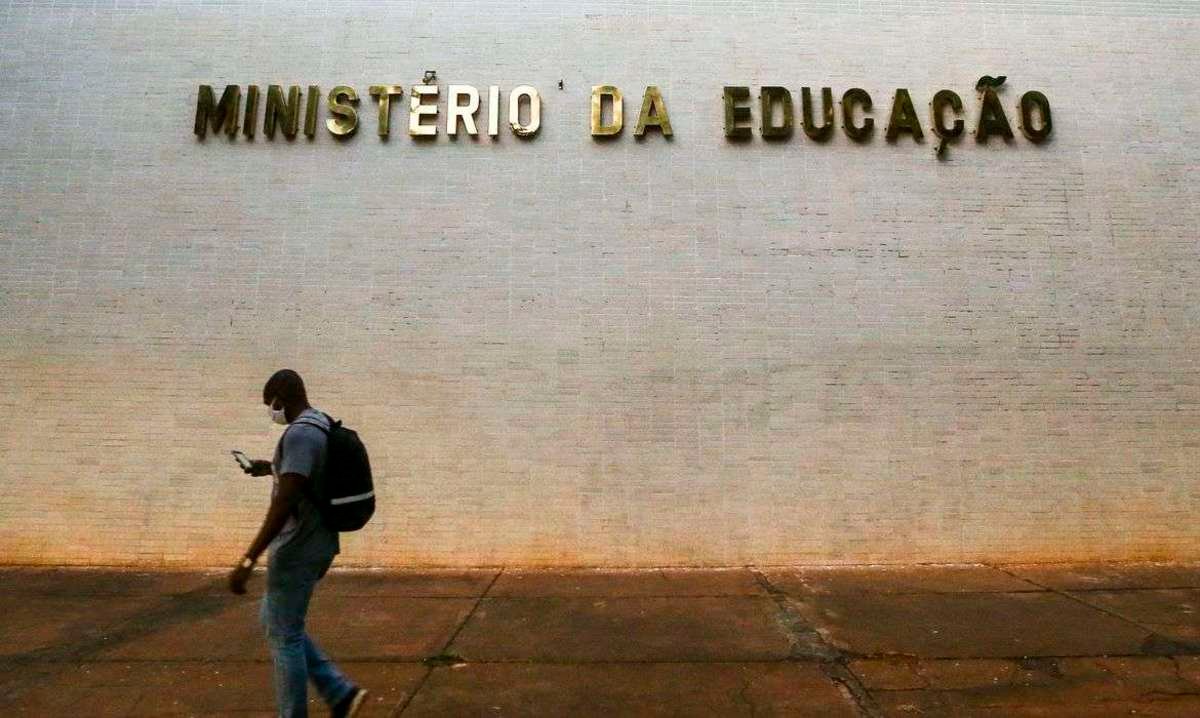 MINISTÉRIO DA EDUCAÇÃO